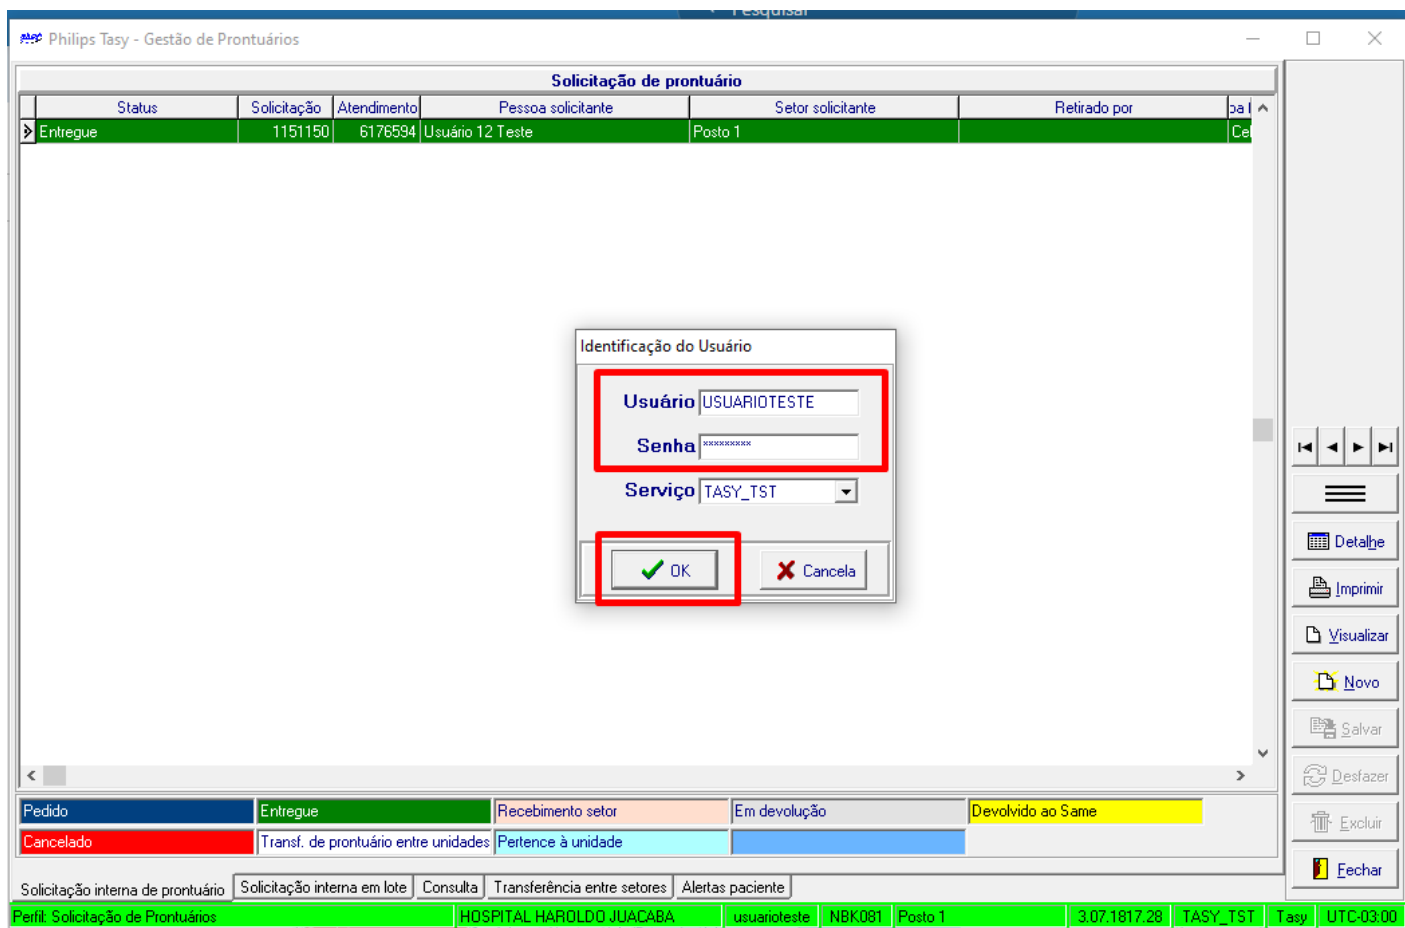 Pesquisar
Philips Tasy - Gestão de Prontuários
Solicitação de prontuário
Status Solicitação Atendimento Pessoa solicitante Setor solicitante Retirado por
Entregue 1151150 6176594 Usuário 12 Teste Posto 1
Identificação do Usuário
Usuário USUARIOTESTE
Senha *********
Serviço TASY_TST
OK Cancela
Detalhe
Imprimir
Visualizar
Novo
Salvar
Desfazer
Excluir
Fechar
Pedido Entregue Recebimento setor Em devolução Devolvido ao Same
Cancelado Transf. de prontuário entre unidades Pertence à unidade
Solicitação interna de prontuário Solicitação interna em lote Consulta Transferência entre setores Alertas paciente
Perfil: Solicitação de Prontuários HOSPITAL HAROLDO JUACABA usuarioteste NBK081 Posto 1 3.07.1817.28 TASY_TST Tasy UTC-03:00